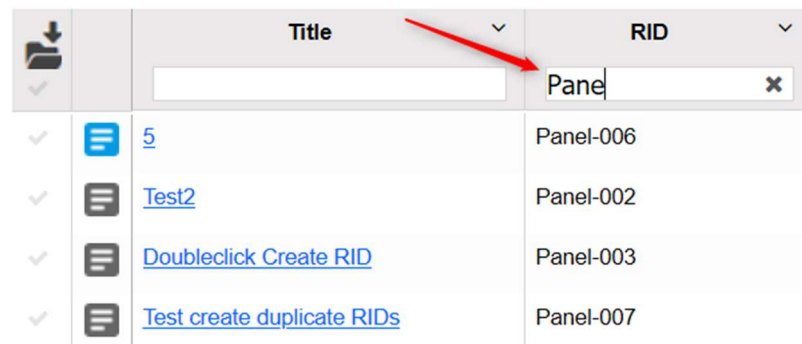 Title RID
Pane
5 Panel-006
Test2 Panel-002
Doubleclick Create RID Panel-003
Test create duplicate RIDs Panel-007